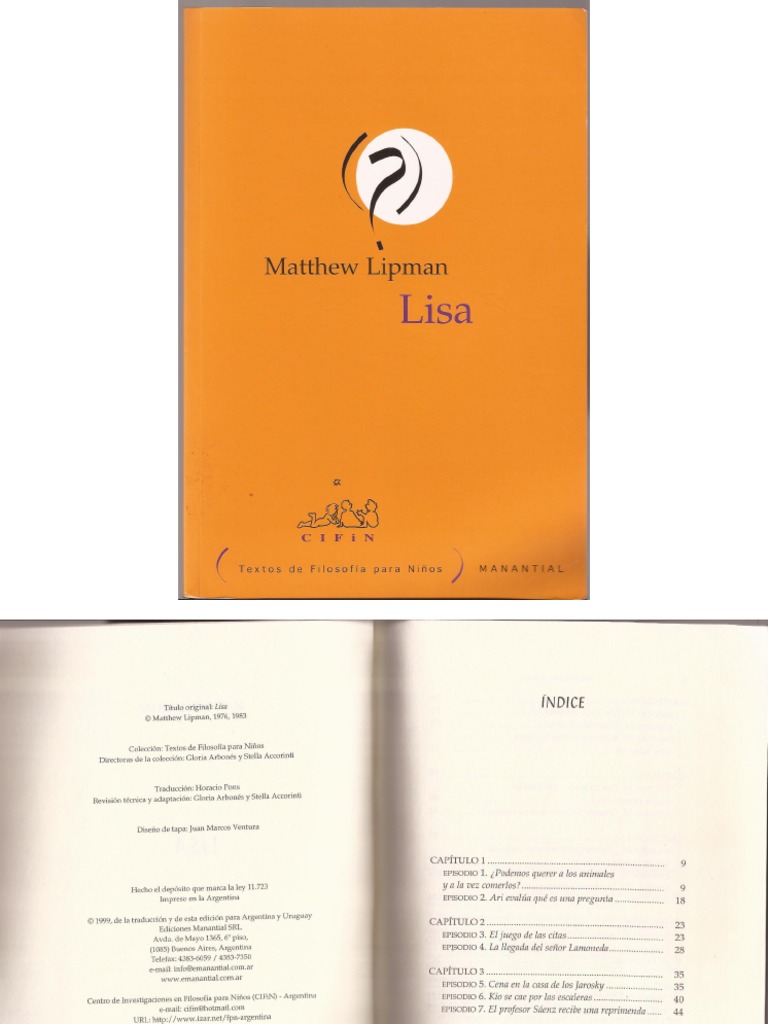 Matthew Lipman
Lisa
CIFiN
( Textos de Filosofía para Niños ) MANANTIAL
Título original: Lisa
© Matthew Lipman, 1976, 1983
Colección: Textos de Filosofía para Niños
Directoras de la colección: Gloria Arbonés y Stella Accorinti
Traducción: Horacio Pons
Revisión técnica y adaptación: Gloria Arbonés y Stella Accorinti
Diseño de tapa: Juan Marcos Ventura
Hecho el depósito que marca la ley 11.723
Impreso en la Argentina
© 1999, de la traducción y de esta edición para Argentina y Uruguay
Ediciones Manantial SRL
Avda. de Mayo 1365, 6º piso,
(1085) Buenos Aires, Argentina
Telefax: 4383-6059 / 4383-7350
e-mail: info@emanantial.com.ar
www.emanantial.com.ar
Centro de Investigaciones en Filosofía para Niños (CIFiN) - Argentina
e-mail: cifin@hotmail.com
URL: http://www.izar.net/fpn-argentina
ÍNDICE
CAPÍTULO 1 ........ 9
EPISODIO 1. ¿Podemos querer a los animales
y a la vez comerlos? ........ 9
EPISODIO 2. Ari evalúa qué es una pregunta ........ 18
CAPÍTULO 2 ........ 23
EPISODIO 3. El juego de las citas ........ 23
EPISODIO 4. La llegada del señor Lamoneda ........ 28
CAPÍTULO 3 ........ 35
EPISODIO 5. Cena en la casa de los Jarosky ........ 35
EPISODIO 6. Kío se cae por las escaleras ........ 40
EPISODIO 7. El profesor Sáenz recibe una reprimenda ..... 44